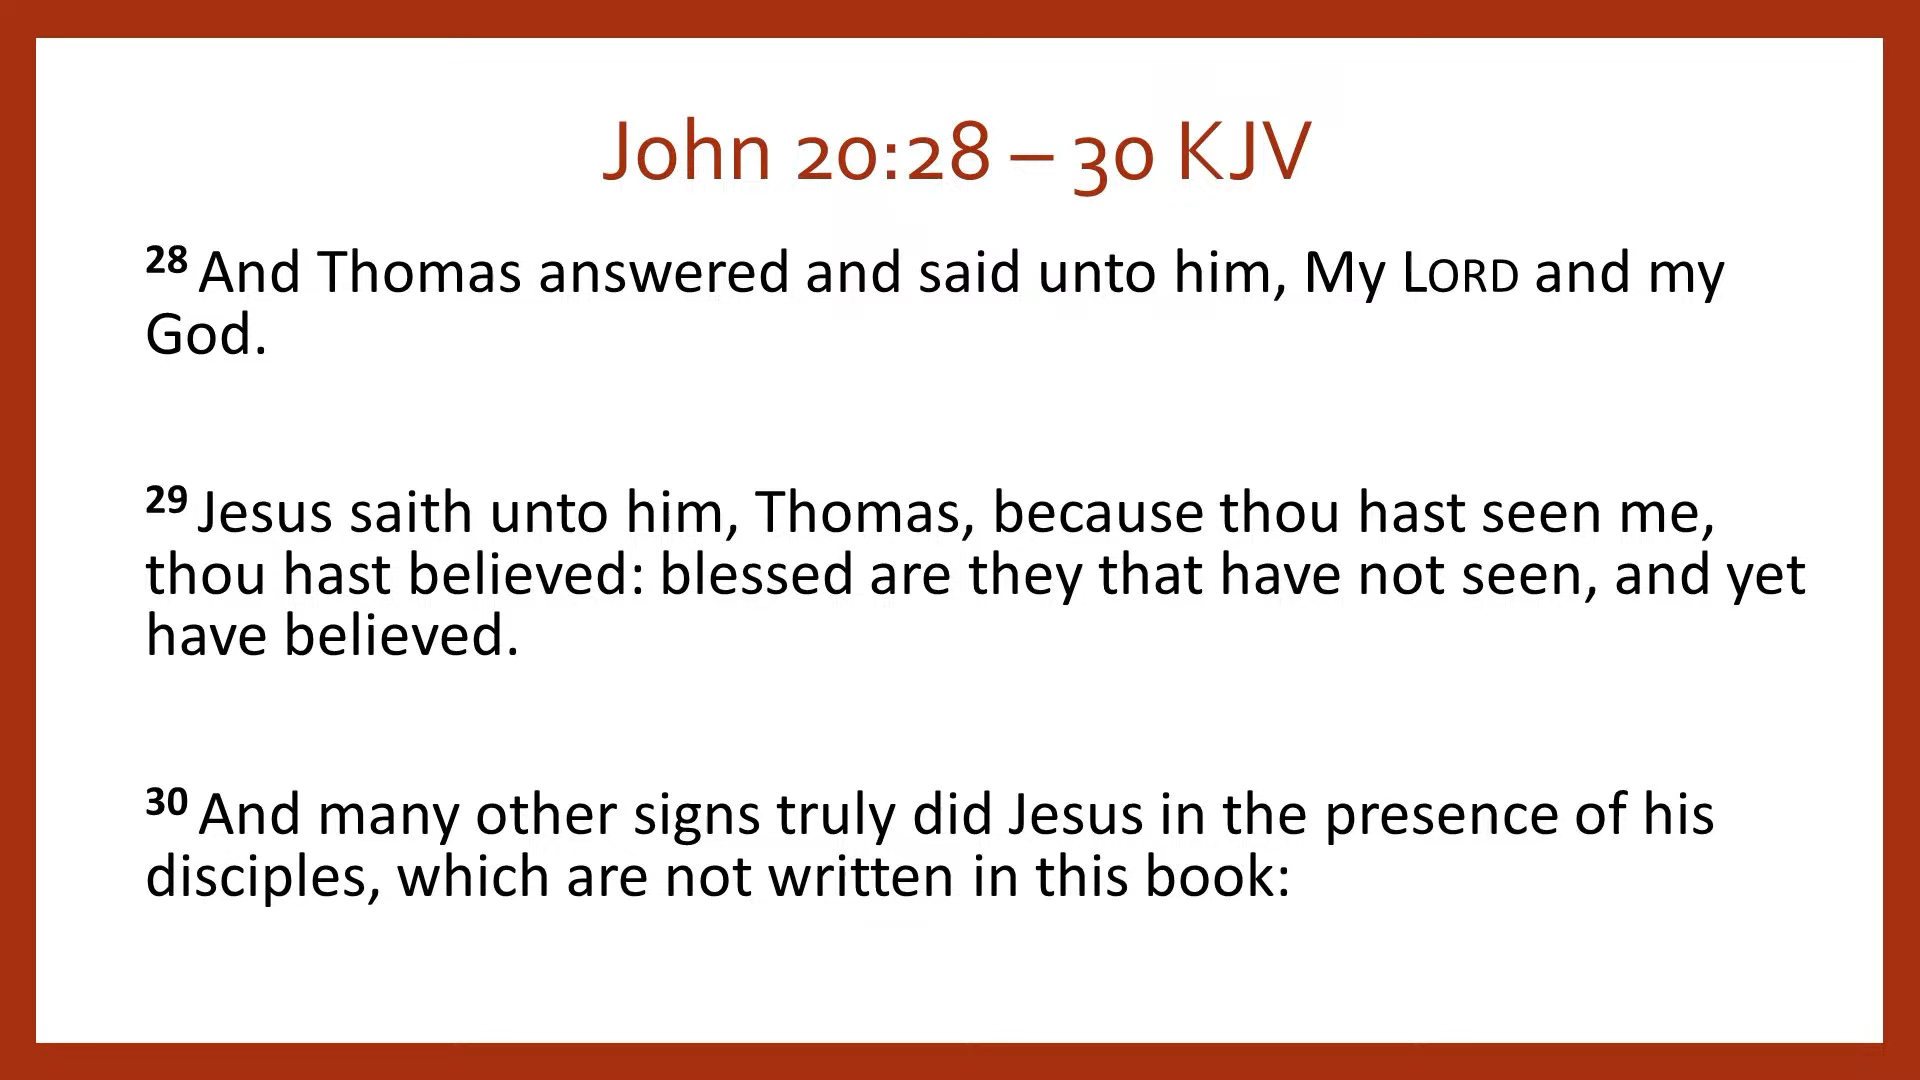 John 20:28 – 30 KJV
28 And Thomas answered and said unto him, My LORD and my
God.
29 Jesus saith unto him, Thomas, because thou hast seen me,
thou hast believed: blessed are they that have not seen, and yet
have believed.
30 And many other signs truly did Jesus in the presence of his
disciples, which are not written in this book: